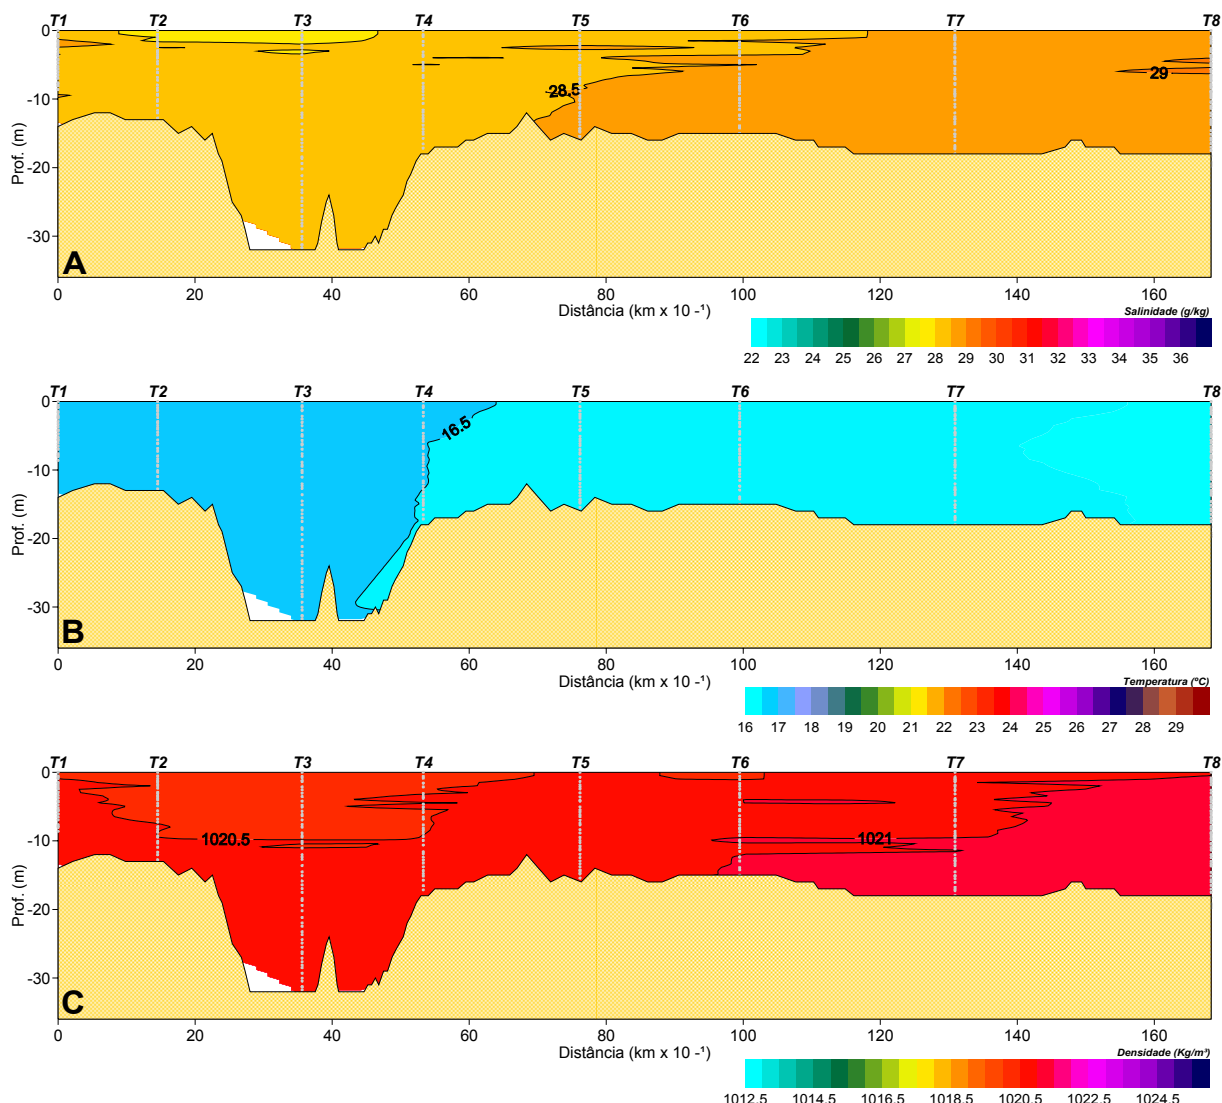 T1 T2 T3 T4 T5 T6 T7 T8
0
-10
-20
-30
Prof. (m)
28.5
29
A
0 20 40 60 80 100 120 140 160
Distância (km x 10 -¹)
Salinidade (g/kg)
22 23 24 25 26 27 28 29 30 31 32 33 34 35 36
T1 T2 T3 T4 T5 T6 T7 T8
0
-10
-20
-30
Prof. (m)
16.5
B
0 20 40 60 80 100 120 140 160
Distância (km x 10 -¹)
Temperatura (ºC)
16 17 18 19 20 21 22 23 24 25 26 27 28 29
T1 T2 T3 T4 T5 T6 T7 T8
0
-10
-20
-30
Prof. (m)
1020.5
1021
C
0 20 40 60 80 100 120 140 160
Distância (km x 10 -¹)
Densidade (Kg/m³)
1012.5 1014.5 1016.5 1018.5 1020.5 1022.5 1024.5